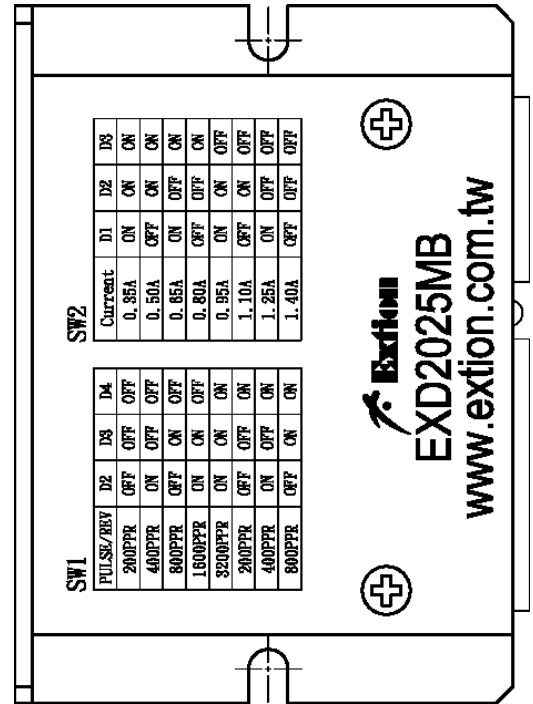 SW1
PULSE/REV D2 D3 D4
200PPR OFF OFF OFF
400PPR ON OFF OFF
800PPR OFF ON OFF
1600PPR ON ON OFF
3200PPR ON ON ON
200PPR OFF OFF ON
400PPR ON OFF ON
800PPR OFF ON ON
SW2
Current D1 D2 D3
0.35A ON ON ON
0.50A OFF ON ON
0.65A ON OFF ON
0.80A OFF OFF ON
0.95A ON ON OFF
1.10A OFF ON OFF
1.25A ON OFF OFF
1.40A OFF OFF OFF
Extion
EXD2025MB
www.extion.com.tw